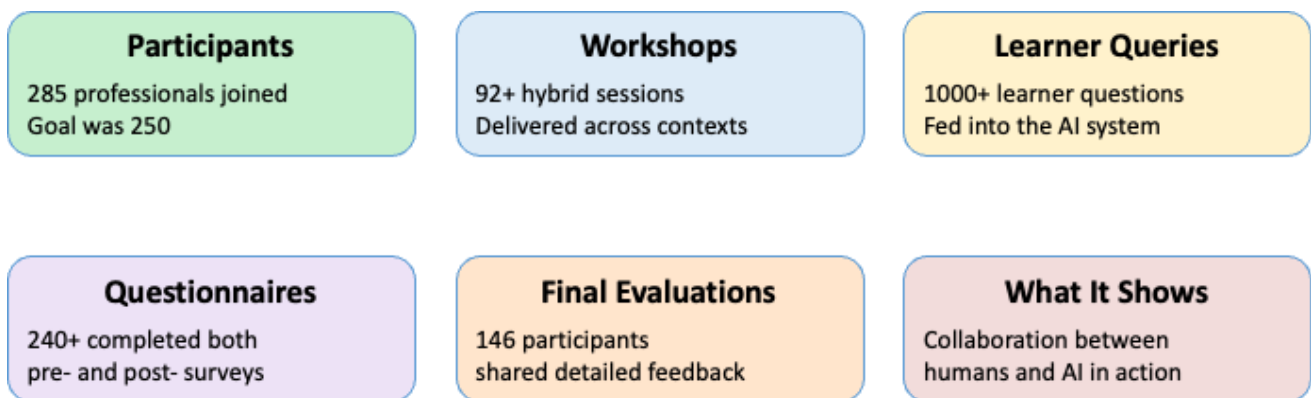 Participants
285 professionals joined
Goal was 250
Workshops
92+ hybrid sessions
Delivered across contexts
Learner Queries
1000+ learner questions
Fed into the AI system
Questionnaires
240+ completed both
pre- and post- surveys
Final Evaluations
146 participants
shared detailed feedback
What It Shows
Collaboration between
humans and AI in action